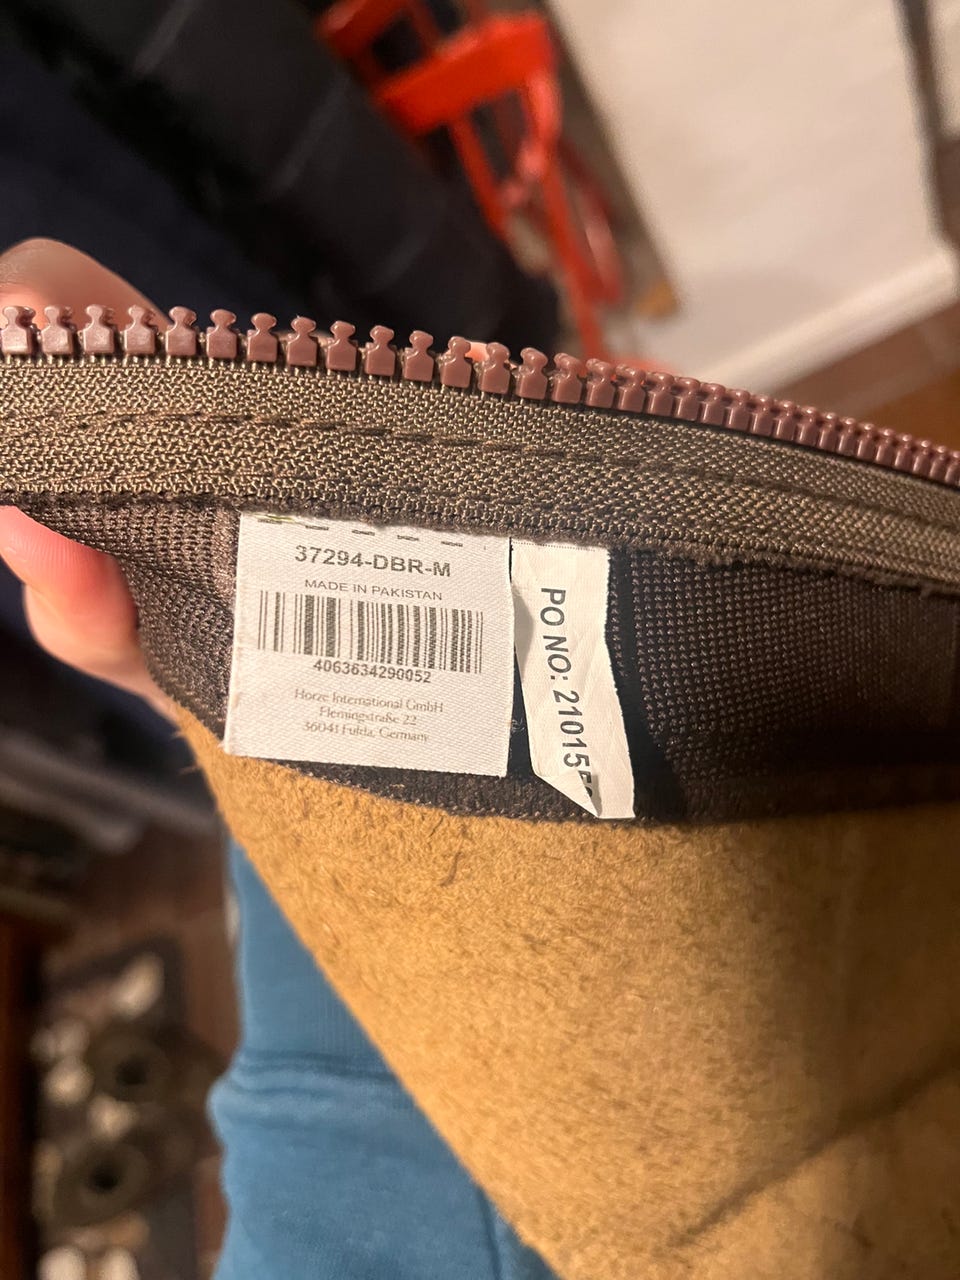 37294-DBR-M
MADE IN PAKISTAN
4063634290052
Horze International GmbH
Flemingstraße 22
36041 Fulda, Germany
PO NO: 21015